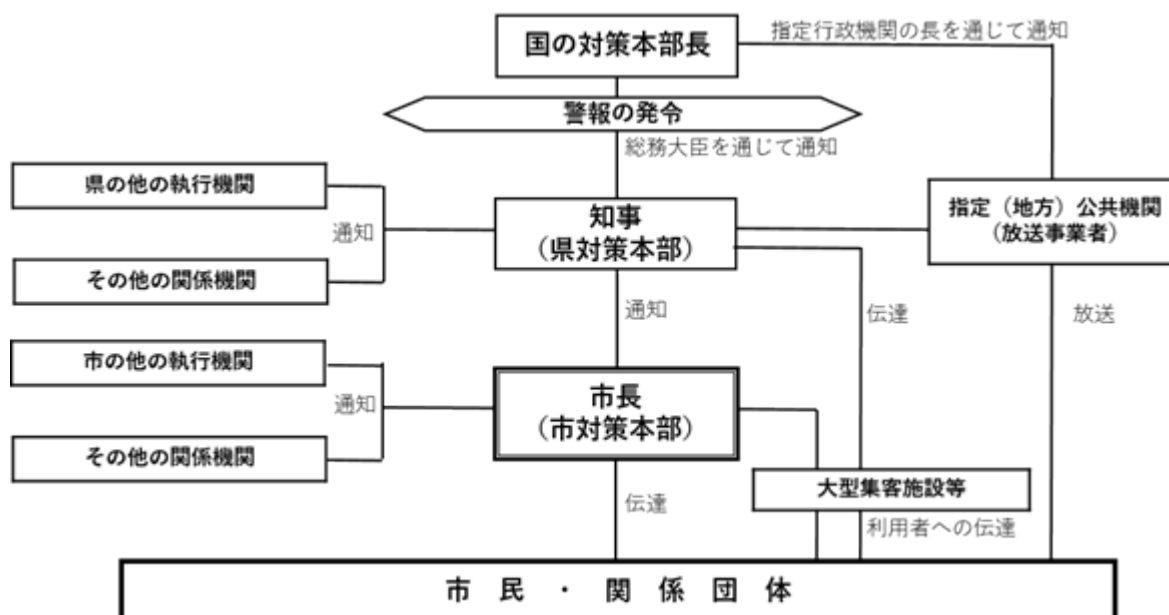 国の対策本部長
指定行政機関の長を通じて通知
警報の発令
総務大臣を通じて通知
県の他の執行機関
知事
(県対策本部)
指定(地方)公共機関
(放送事業者)
通知
その他の関係機関
通知
伝達
放送
市の他の執行機関
市長
(市対策本部)
通知
その他の関係機関
大型集客施設等
伝達
利用者への伝達
市民・関係団体